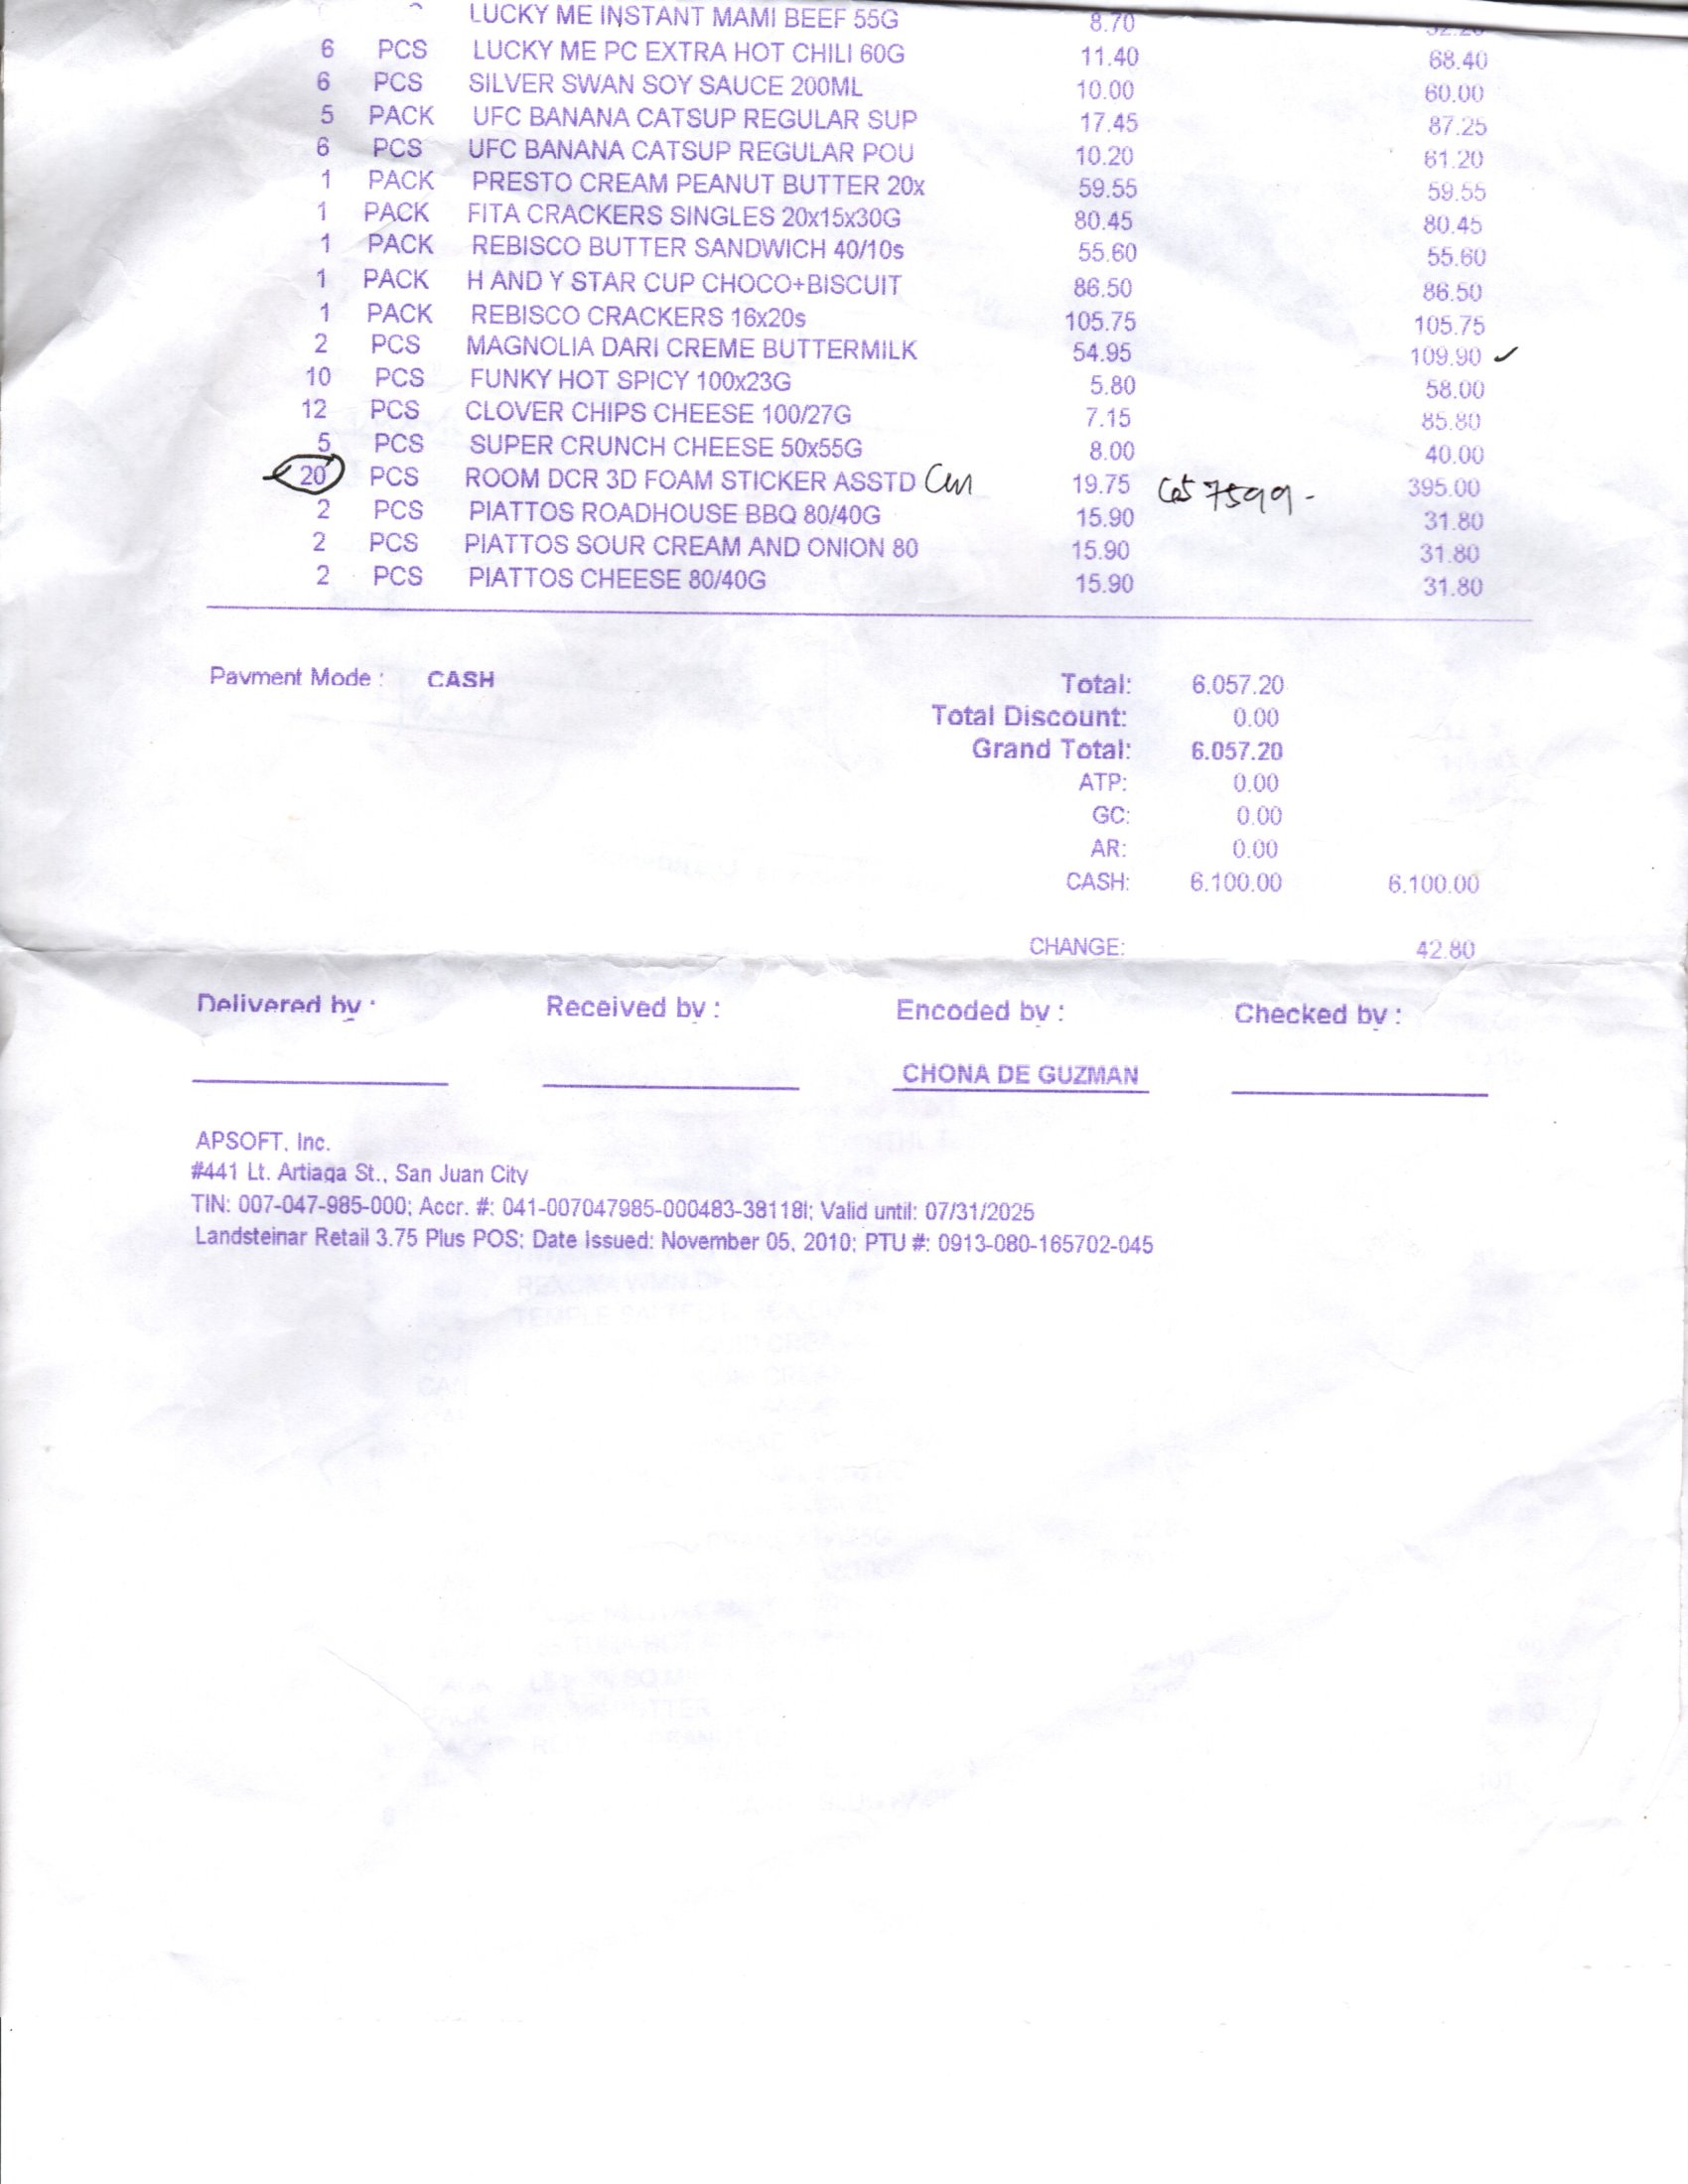 LUCKY ME INSTANT MAMI BEEF 55G 8.70
6 PCS LUCKY ME PC EXTRA HOT CHILI 60G 11.40 68.40
6 PCS SILVER SWAN SOY SAUCE 200ML 10.00 60.00
5 PACK UFC BANANA CATSUP REGULAR SUP 17.45 87.25
6 PCS UFC BANANA CATSUP REGULAR POU 10.20 61.20
1 PACK PRESTO CREAM PEANUT BUTTER 20x 59.55 59.55
1 PACK FITA CRACKERS SINGLES 20x15x30G 80.45 80.45
1 PACK REBISCO BUTTER SANDWICH 40/10s 55.60 55.60
1 PACK H AND Y STAR CUP CHOCO+BISCUIT 86.50 86.50
1 PACK REBISCO CRACKERS 16x20s 105.75 105.75
2 PCS MAGNOLIA DARI CREME BUTTERMILK 54.95 109.90 ✓
10 PCS FUNKY HOT SPICY 100x23G 5.80 58.00
12 PCS CLOVER CHIPS CHEESE 100/27G 7.15 85.80
5 PCS SUPER CRUNCH CHEESE 50x55G 8.00 40.00
20 PCS ROOM DCR 3D FOAM STICKER ASSTD 19.75 7599- 395.00
2 PCS PIATTOS ROADHOUSE BBQ 80/40G 15.90 31.80
2 PCS PIATTOS SOUR CREAM AND ONION 80 15.90 31.80
2 PCS PIATTOS CHEESE 80/40G 15.90 31.80
Payment Mode : CASH
Total: 6.057.20
Total Discount: 0.00
Grand Total: 6.057.20
ATP: 0.00
GC: 0.00
AR: 0.00
CASH: 6.100.00 6.100.00
CHANGE: 42.80
Delivered by : Received by : Encoded by : Checked by :
CHONA DE GUZMAN
APSOFT, Inc.
#441 Lt. Artiaga St., San Juan City
TIN: 007-047-985-000; Accr. #: 041-007047985-000483-38118I; Valid until: 07/31/2025
Landsteinar Retail 3.75 Plus POS; Date Issued: November 05, 2010; PTU #: 0913-080-165702-045